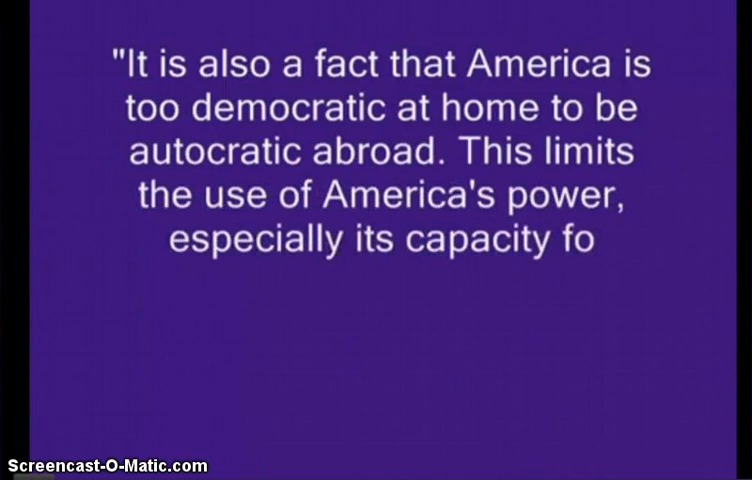 "It is also a fact that America is
too democratic at home to be
autocratic abroad. This limits
the use of America's power,
especially its capacity fo
Screencast-O-Matic.com